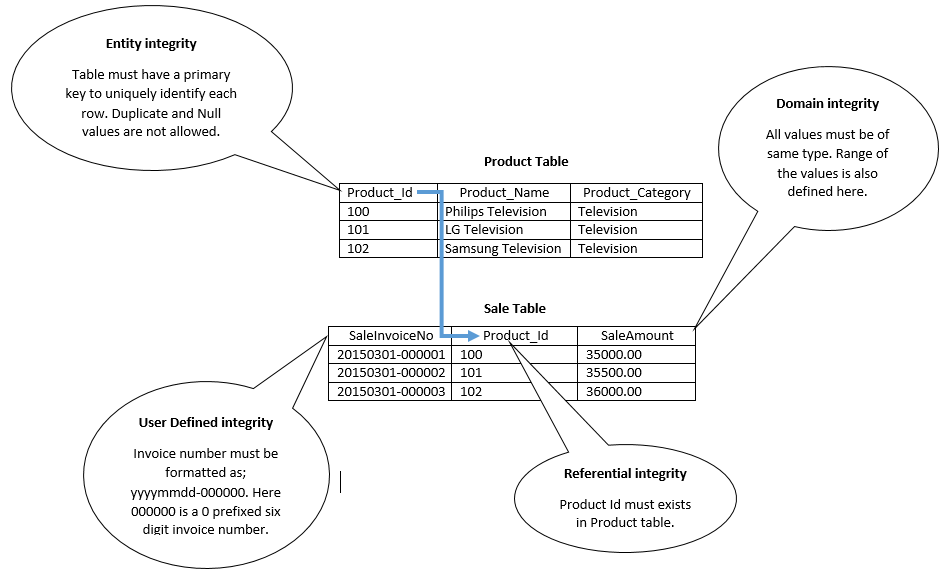 Entity integrity
Table must have a primary
key to uniquely identify each
row. Duplicate and Null
values are not allowed.
Domain integrity
All values must be of
same type. Range of
the values is also
defined here.
Product Table
Product_Id Product_Name Product_Category
100 Philips Television Television
101 LG Television Television
102 Samsung Television Television
Sale Table
SaleInvoiceNo Product_Id SaleAmount
20150301-000001 100 35000.00
20150301-000002 101 35500.00
20150301-000003 102 36000.00
User Defined integrity
Invoice number must be
formatted as;
yyyymmdd-000000. Here
000000 is a 0 prefixed six
digit invoice number.
Referential integrity
Product Id must exists
in Product table.